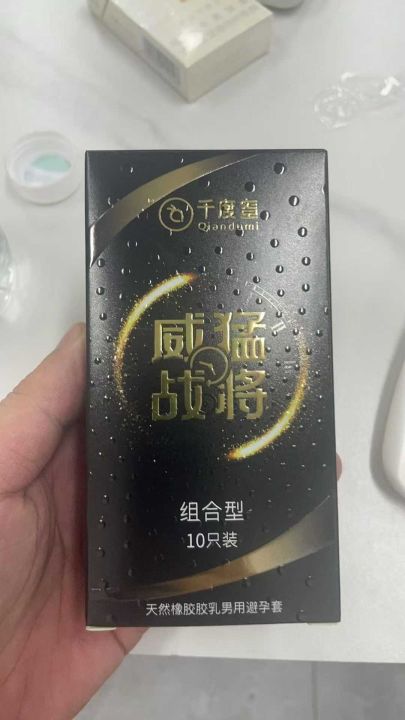 千度蜜
Qiandumi
威猛
战将
组合型
10只装
天然橡胶胶乳男用避孕套